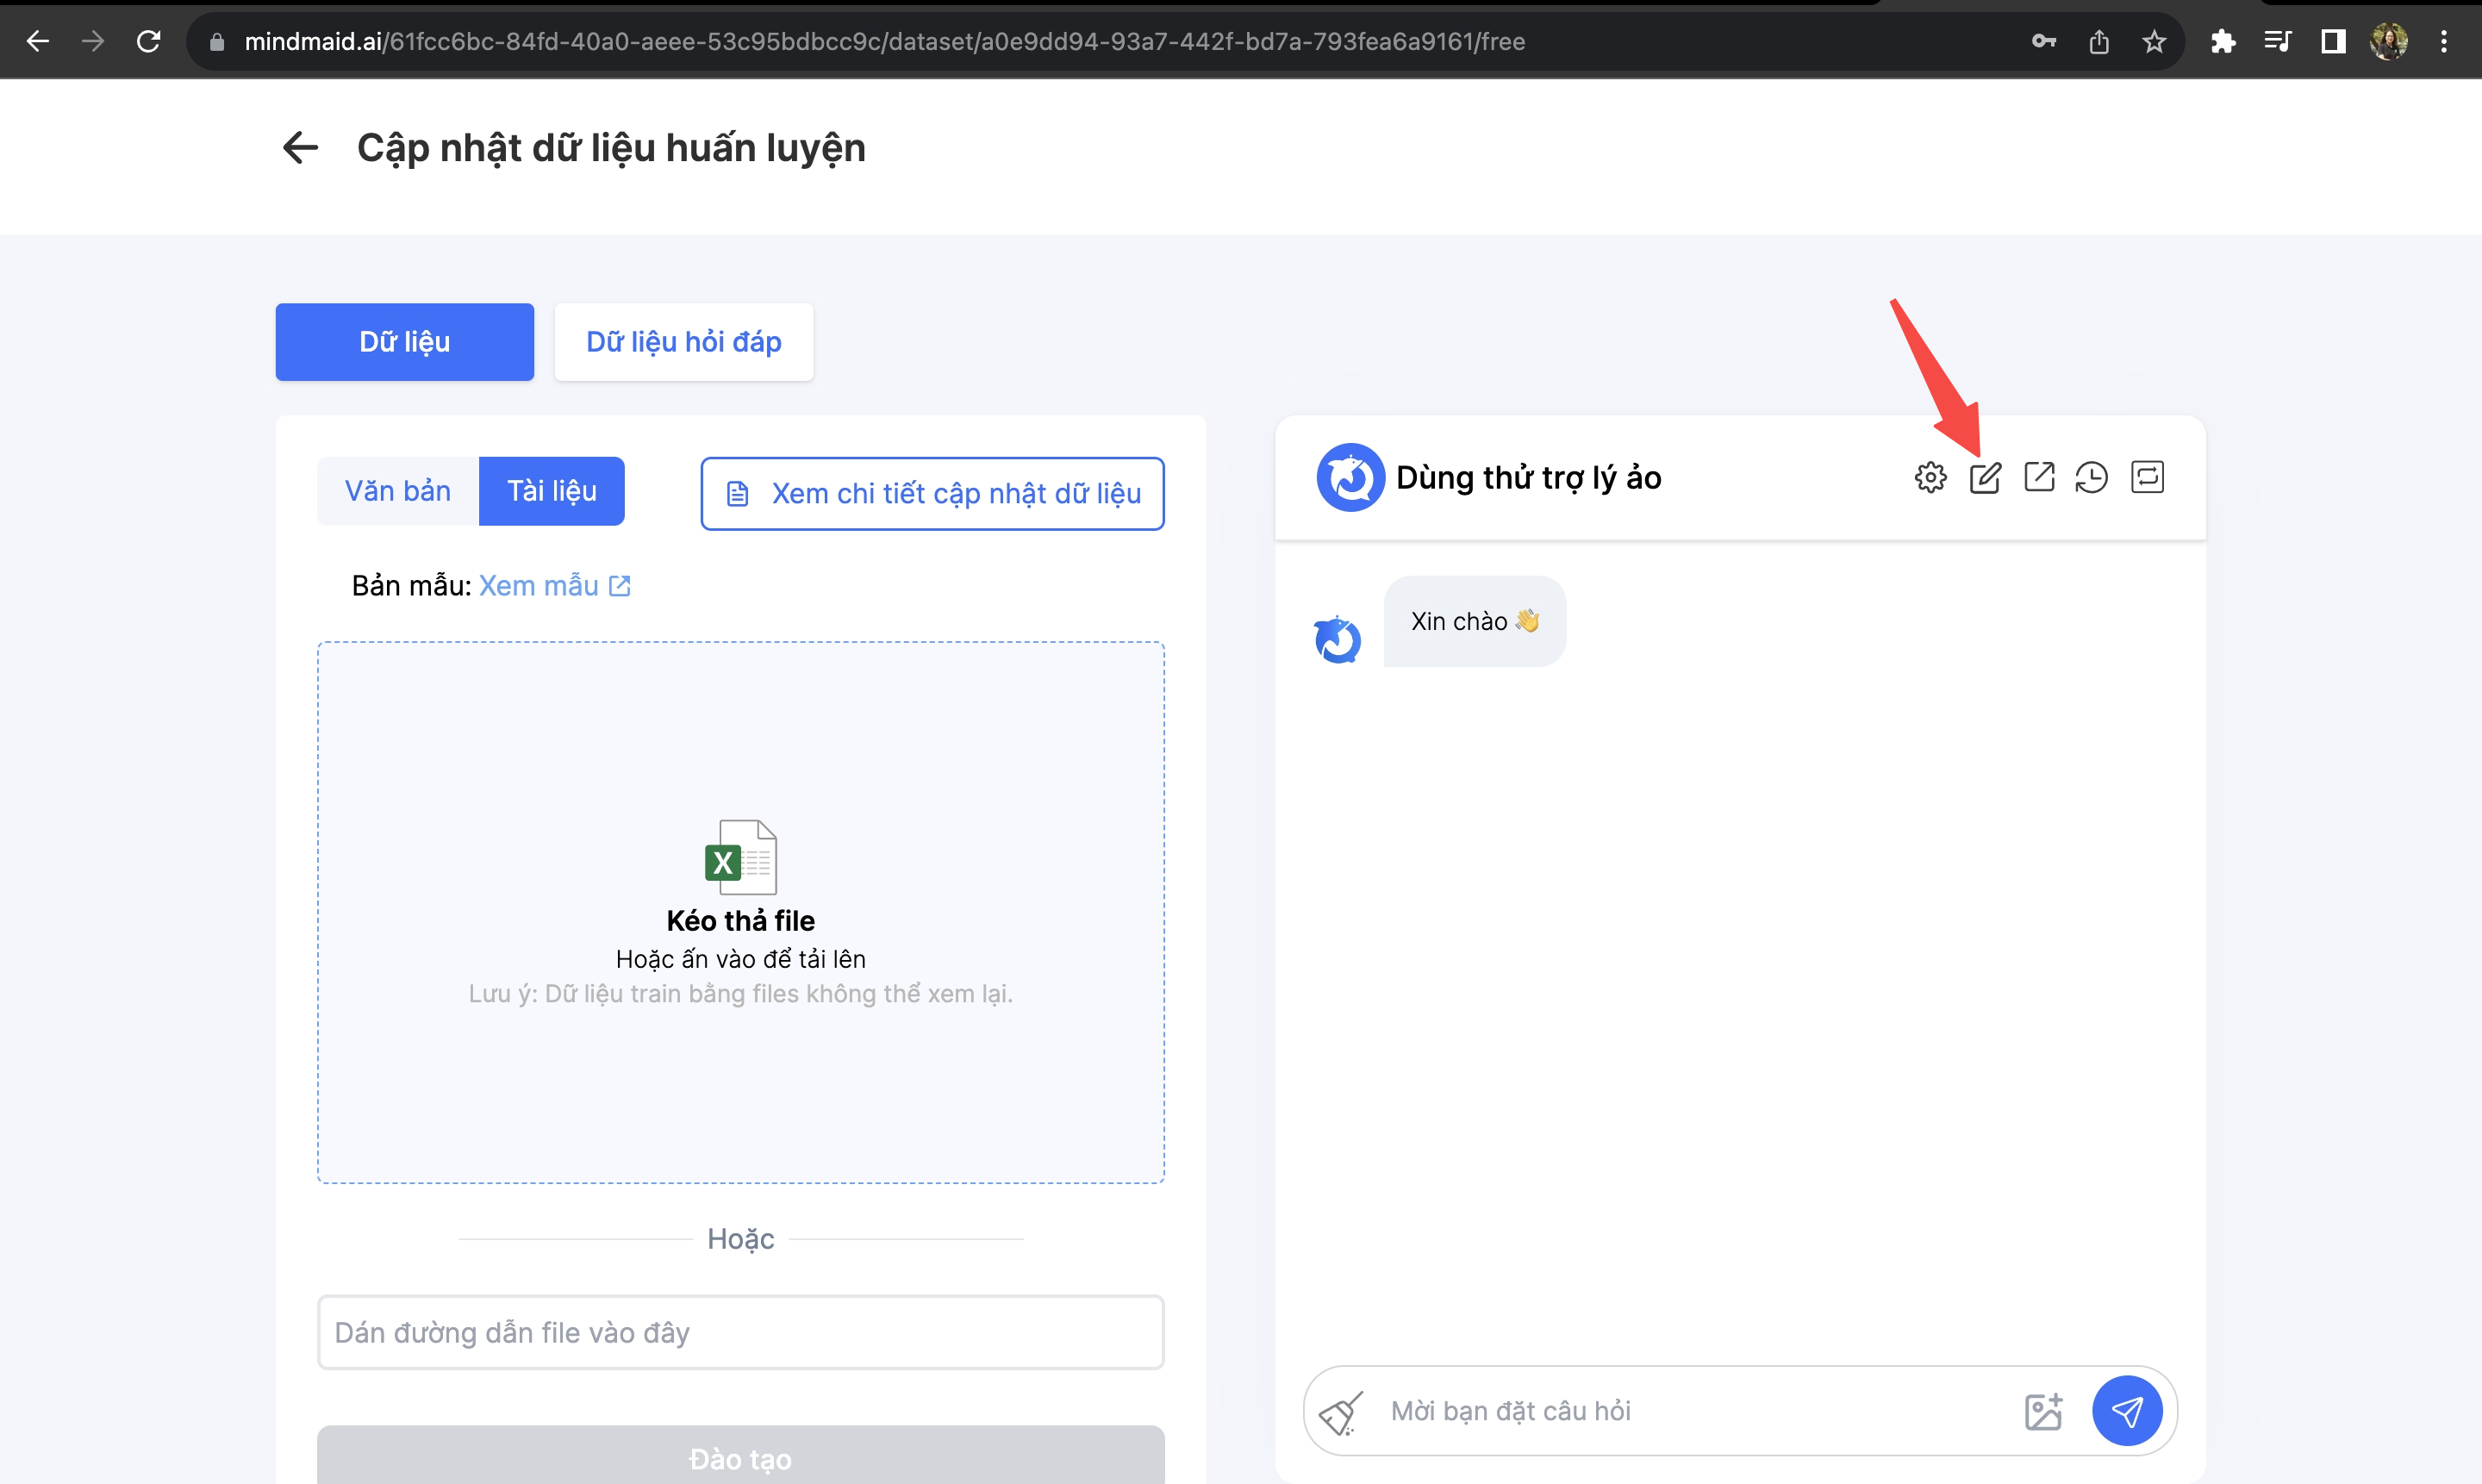 mindmaid.ai/61fcc6bc-84fd-40a0-aeee-53c95bdbcc9c/dataset/a0e9dd94-93a7-442f-bd7a-793fea6a9161/free
Cập nhật dữ liệu huấn luyện
Dữ liệu
Dữ liệu hỏi đáp
Văn bản
Tài liệu
Xem chi tiết cập nhật dữ liệu
Bản mẫu: Xem mẫu
X
Kéo thả file
Hoặc ấn vào để tải lên
Lưu ý: Dữ liệu train bằng files không thể xem lại.
Hoặc
Dán đường dẫn file vào đây
Đào tạo
Dùng thử trợ lý ảo
Xin chào 👋
Mời bạn đặt câu hỏi